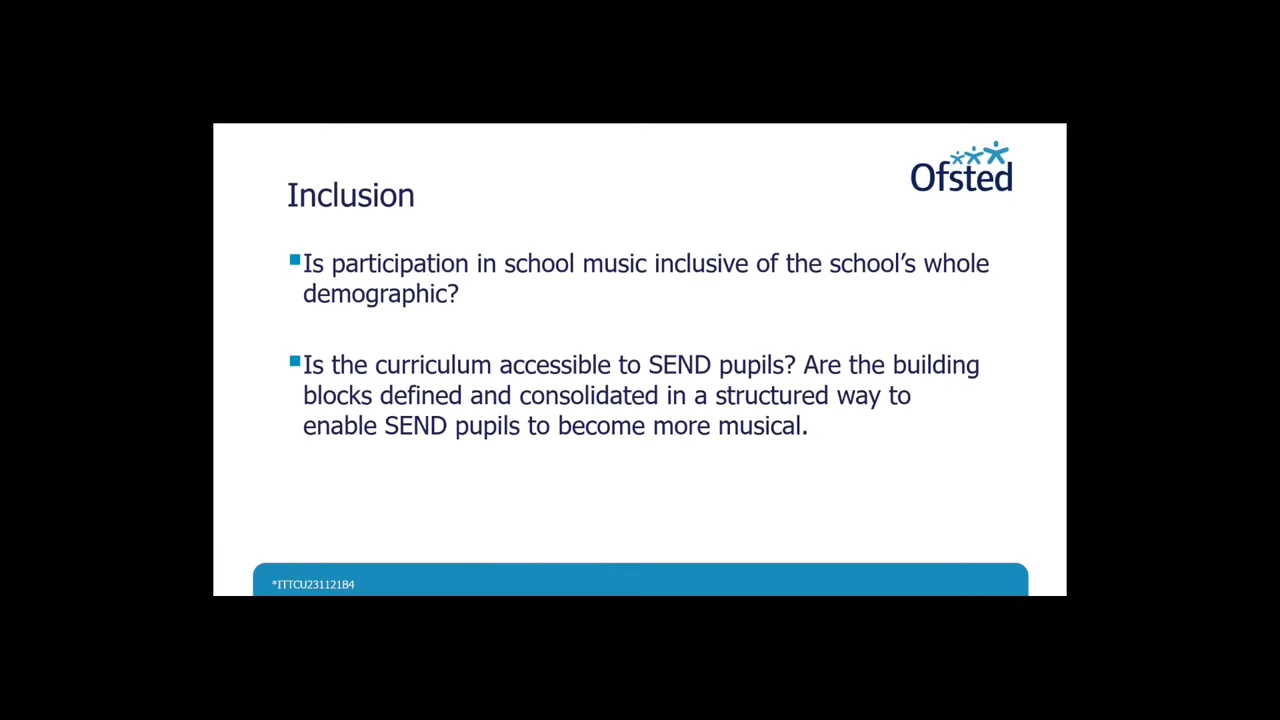 Ofsted
Inclusion
Is participation in school music inclusive of the school’s whole
demographic?
Is the curriculum accessible to SEND pupils? Are the building
blocks defined and consolidated in a structured way to
enable SEND pupils to become more musical.
*ITTCU231121B4